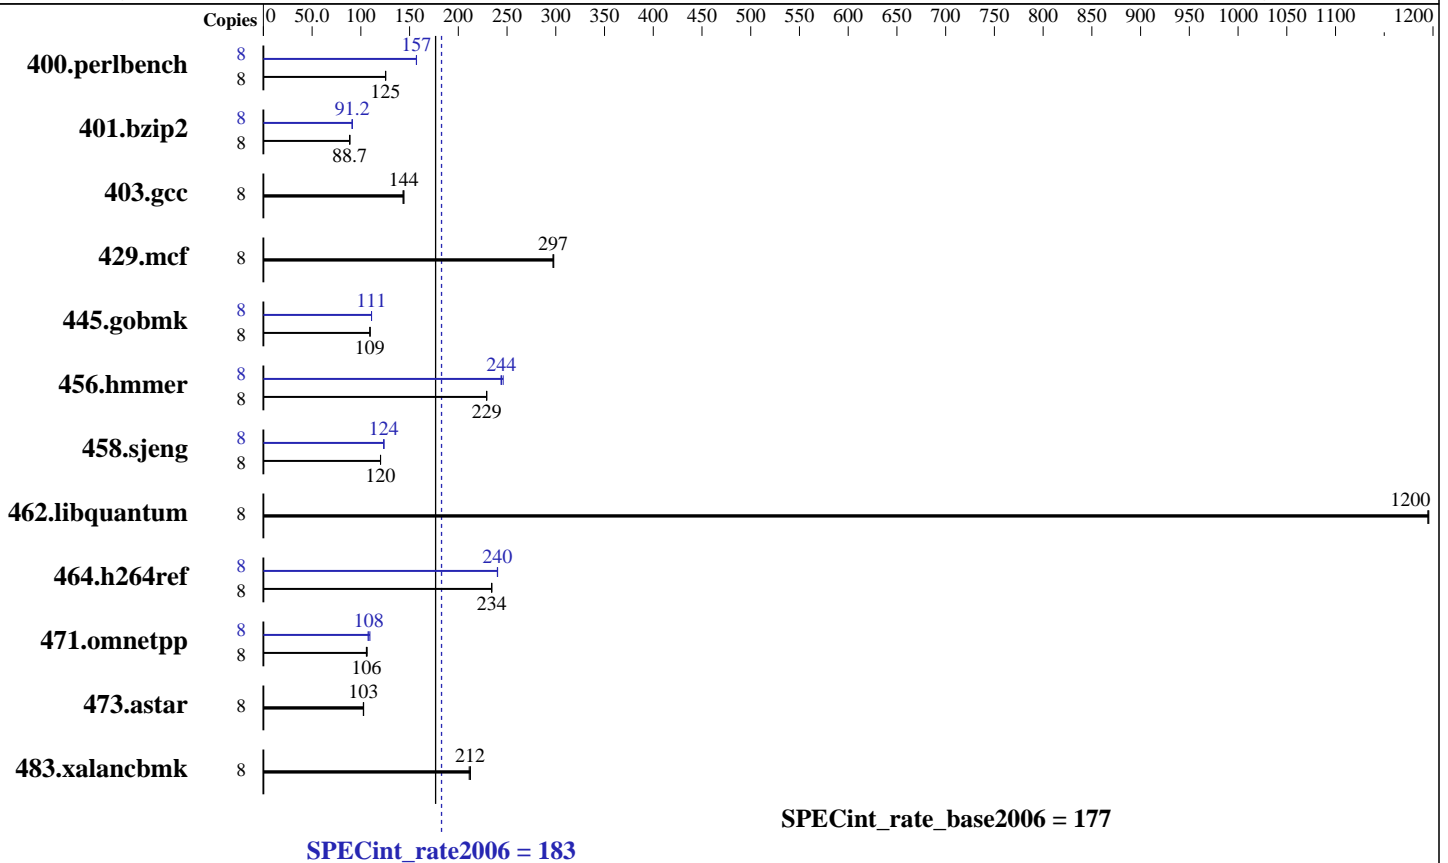 Copies 0 50.0 100 150 200 250 300 350 400 450 500 550 600 650 700 750 800 850 900 950 1000 1050 1100 1200
400.perlbench 8 157
8 125
401.bzip2 8 91.2
8 88.7
403.gcc 8 144
429.mcf 8 297
445.gobmk 8 111
8 109
456.hmmer 8 244
8 229
458.sjeng 8 124
8 120
462.libquantum 8 1200
464.h264ref 8 240
8 234
471.omnetpp 8 108
8 106
473.astar 8 103
483.xalancbmk 8 212
SPECint_rate_base2006 = 177
SPECint_rate2006 = 183